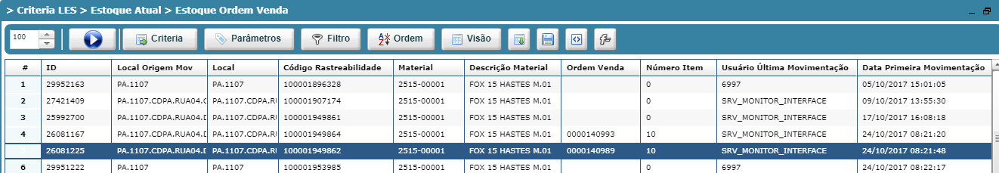 > Criteria LES > Estoque Atual > Estoque Ordem Venda
100 Criteria Parâmetros Filtro Ordem Visão
# ID Local Origem Mov Local Código Rastreabilidade Material Descrição Material Ordem Venda Número Item Usuário Última Movimentação Data Primeira Movimentação
1 29952163 PA.1107 PA.1107 100001896328 2515-00001 FOX 15 HASTES M.01 0 6997 05/10/2017 15:01:05
2 27421409 PA.1107.CDPA.RUA04.C PA.1107.CDPA.RU 100001907174 2515-00001 FOX 15 HASTES M.01 0 SRV_MONITOR_INTERFACE 09/10/2017 13:55:30
3 25992700 PA.1107.CDPA.RUA04.D PA.1107.CDPA.RU 100001949861 2515-00001 FOX 15 HASTES M.01 0 SRV_MONITOR_INTERFACE 17/10/2017 16:08:18
4 26081167 PA.1107.CDPA.RUA04.D PA.1107.CDPA.RU 100001949864 2515-00001 FOX 15 HASTES M.01 0000140993 10 SRV_MONITOR_INTERFACE 24/10/2017 08:21:20
26081225 PA.1107.CDPA.RUA04.D PA.1107.CDPA.RU 100001949862 2515-00001 FOX 15 HASTES M.01 0000140989 10 SRV_MONITOR_INTERFACE 24/10/2017 08:21:48
6 29951222 PA.1107 PA.1107 100001953985 2515-00001 FOX 15 HASTES M.01 0 6997 24/10/2017 08:22:17